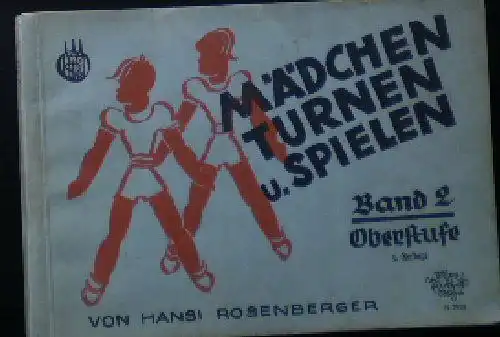 MÄDCHEN
TURNEN
u. SPIELEN
Band 2
Oberstufe
VON HANSI ROSENBERGER